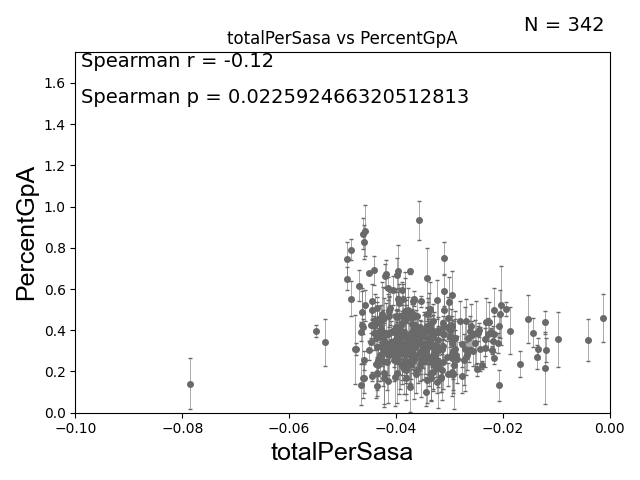 N = 342
totalPerSasa vs PercentGpA
Spearman r = -0.12
Spearman p = 0.022592466320512813
PercentGpA
1.6
1.4
1.2
1.0
0.8
0.6
0.4
0.2
0.0
−0.10
−0.08
−0.06
−0.04
−0.02
0.00
totalPerSasa